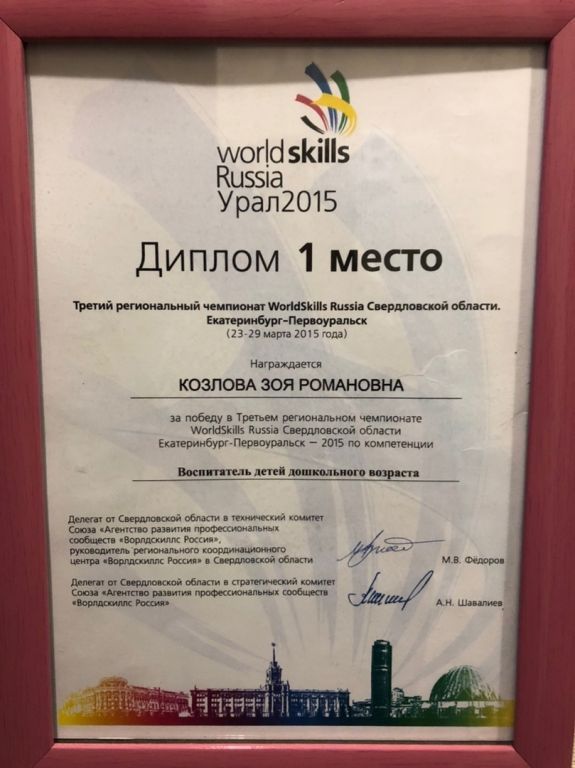 worldskills
Russia
Урал2015
Диплом 1 место
Третий региональный чемпионат WorldSkills Russia Свердловской области.
Екатеринбург-Первоуральск
(23-29 марта 2015 года)
Награждается
КОЗЛОВА ЗОЯ РОМАНОВНА
за победу в Третьем региональном чемпионате
WorldSkills Russia Свердловской области
Екатеринбург-Первоуральск — 2015 по компетенции
Воспитатель детей дошкольного возраста
Делегат от Свердловской области в технический комитет
Союза «Агентство развития профессиональных
сообществ «Ворлдскиллс Россия»,
руководитель регионального координационного
центра «Ворлдскиллс Россия» в Свердловской области
М.В. Фёдоров
Делегат от Свердловской области в стратегический комитет
Союза «Агентство развития профессиональных сообществ
«Ворлдскиллс Россия»
А.Н. Шавалиев